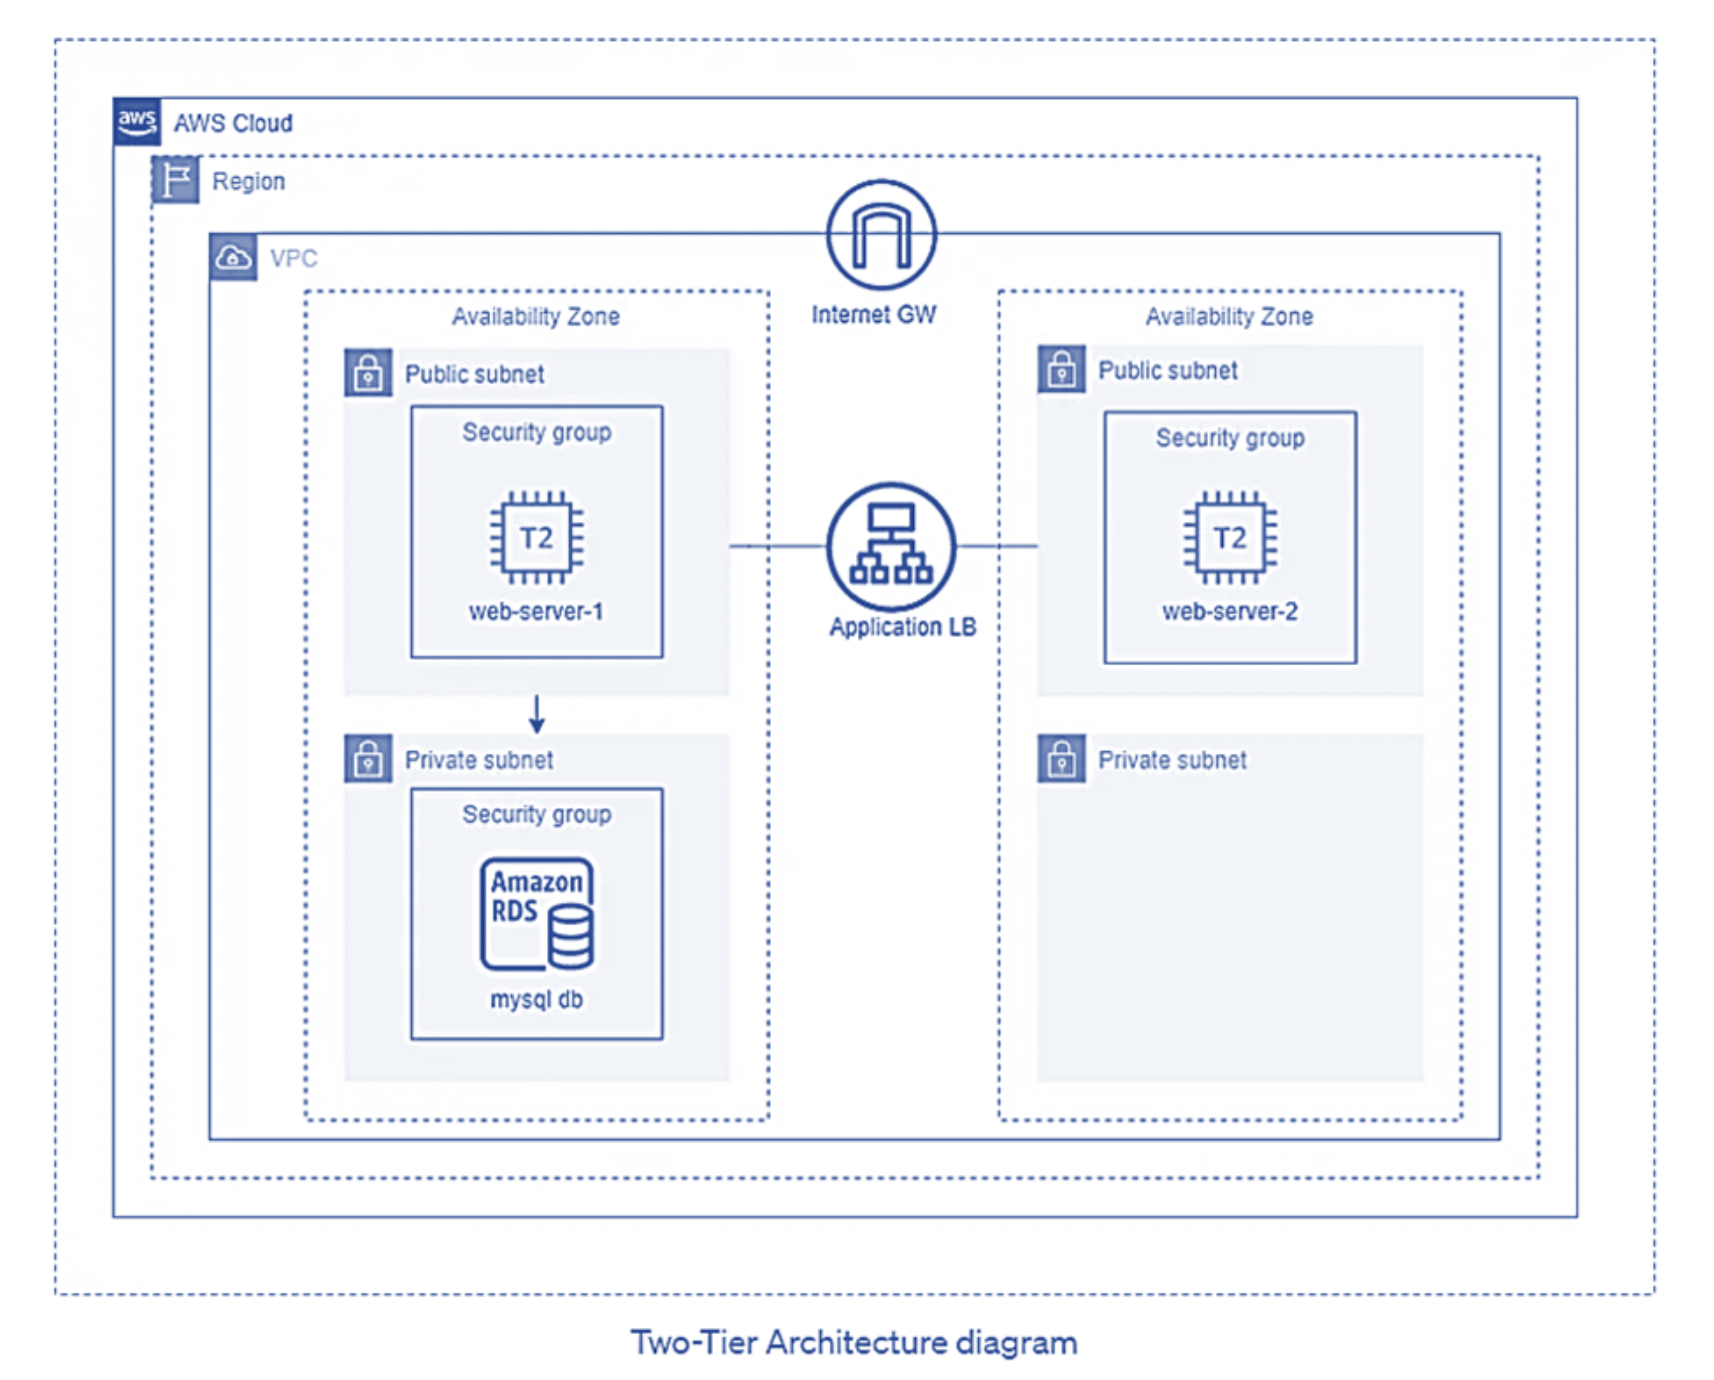 aws
AWS Cloud
Region
VPC
Internet GW
Availability Zone
Public subnet
Security group
T2
web-server-1
Private subnet
Security group
Amazon
RDS
mysql db
Application LB
Availability Zone
Public subnet
Security group
T2
web-server-2
Private subnet
Two-Tier Architecture diagram